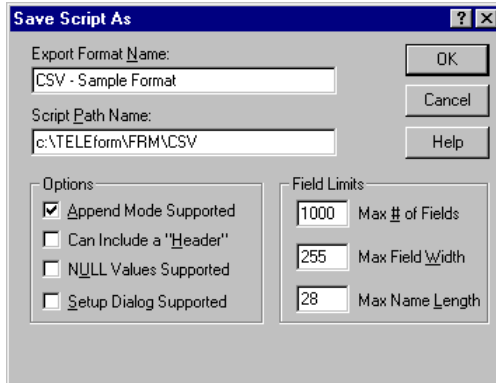 Save Script As
Export Format Name:
CSV - Sample Format
Script Path Name:
c:\TELEform\FRM\CSV
OK
Cancel
Help
Options
Append Mode Supported
Can Include a "Header"
NULL Values Supported
Setup Dialog Supported
Field Limits
1000 Max # of Fields
255 Max Field Width
28 Max Name Length